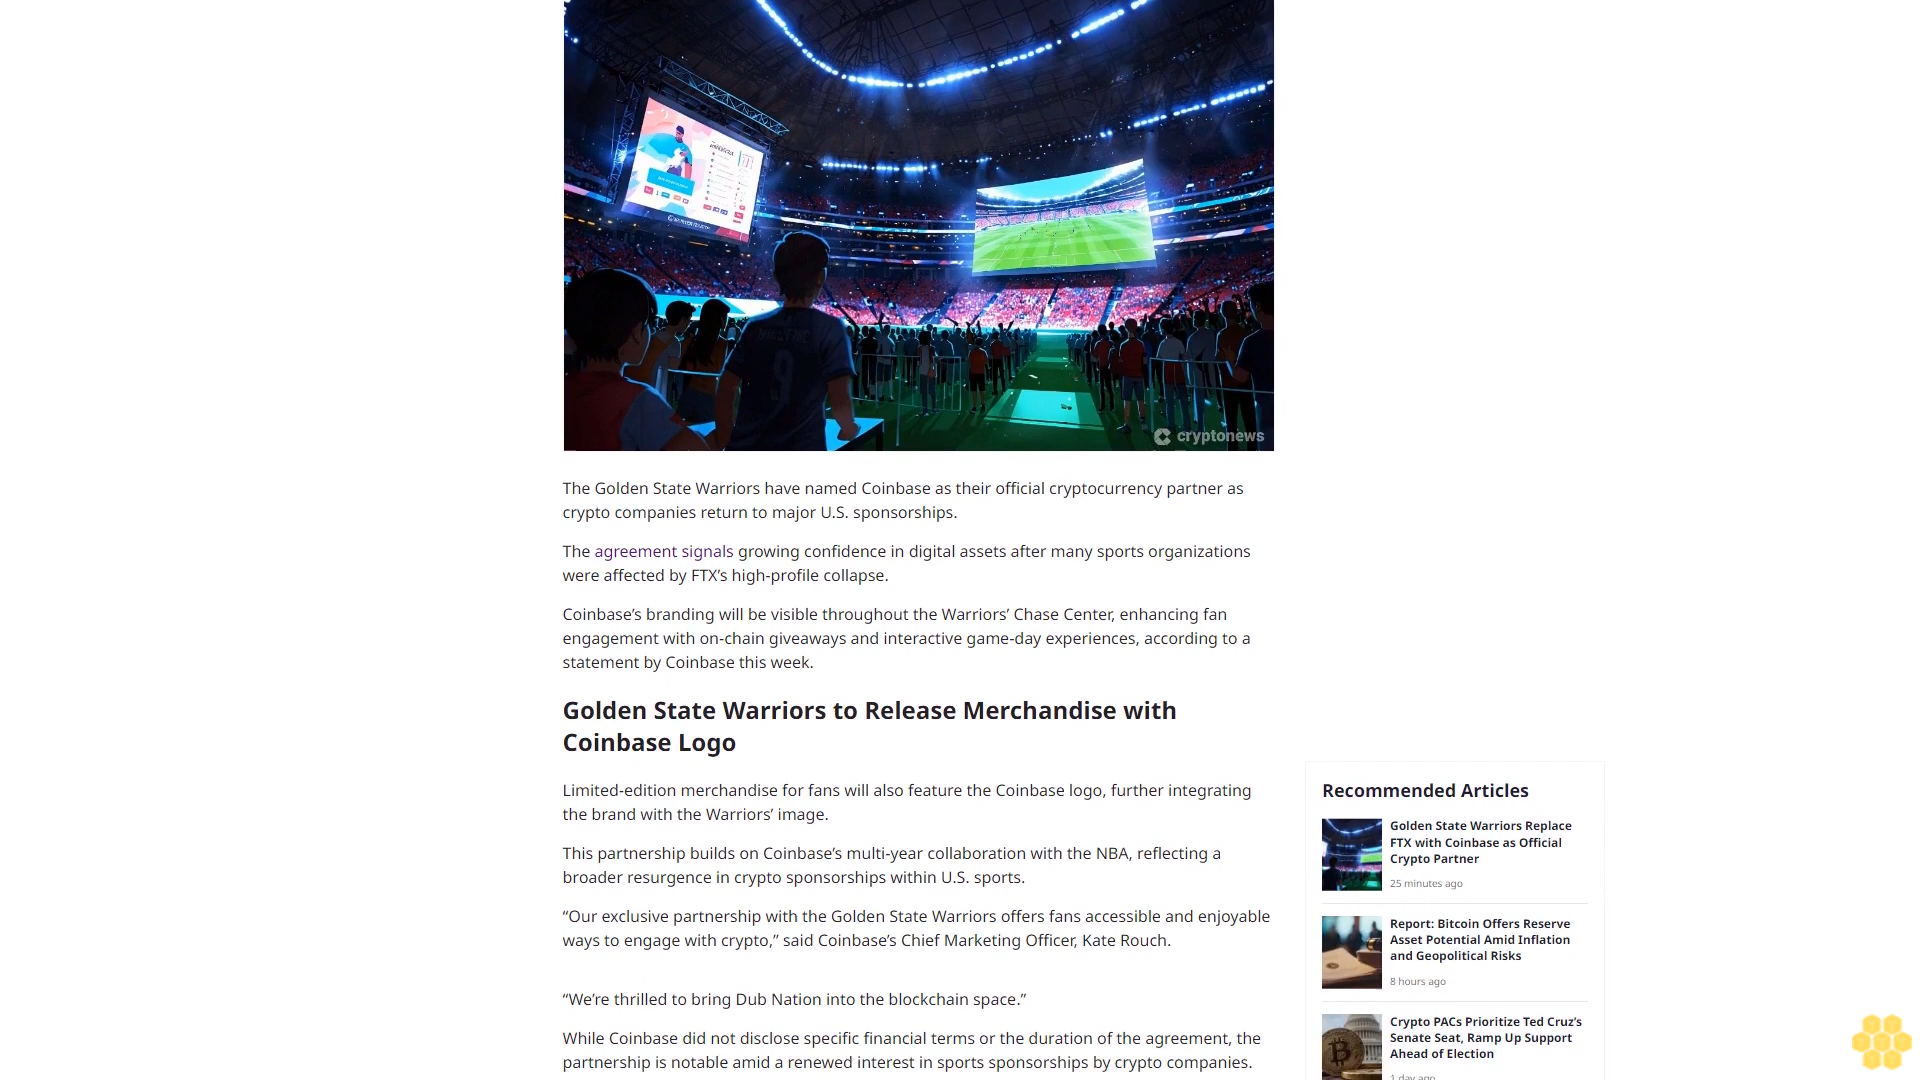 9
cryptonews
The Golden State Warriors have named Coinbase as their official cryptocurrency partner as
crypto companies return to major U.S. sponsorships.
The agreement signals growing confidence in digital assets after many sports organizations
were affected by FTX’s high-profile collapse.
Coinbase’s branding will be visible throughout the Warriors’ Chase Center, enhancing fan
engagement with on-chain giveaways and interactive game-day experiences, according to a
statement by Coinbase this week.
Golden State Warriors to Release Merchandise with
Coinbase Logo
Limited-edition merchandise for fans will also feature the Coinbase logo, further integrating
the brand with the Warriors’ image.
This partnership builds on Coinbase’s multi-year collaboration with the NBA, reflecting a
broader resurgence in crypto sponsorships within U.S. sports.
“Our exclusive partnership with the Golden State Warriors offers fans accessible and enjoyable
ways to engage with crypto,” said Coinbase’s Chief Marketing Officer, Kate Rouch.
“We’re thrilled to bring Dub Nation into the blockchain space.”
While Coinbase did not disclose specific financial terms or the duration of the agreement, the
partnership is notable amid a renewed interest in sports sponsorships by crypto companies.
Recommended Articles
Golden State Warriors Replace
FTX with Coinbase as Official
Crypto Partner
25 minutes ago
Report: Bitcoin Offers Reserve
Asset Potential Amid Inflation
and Geopolitical Risks
8 hours ago
Crypto PACs Prioritize Ted Cruz’s
Senate Seat, Ramp Up Support
Ahead of Election
1 day ago